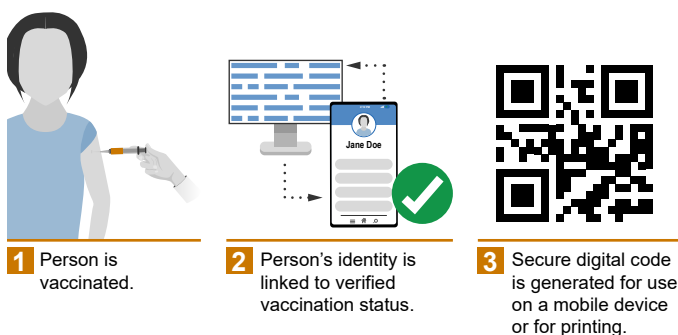 Jane Doe
1 Person is
vaccinated.
2 Person’s identity is
linked to verified
vaccination status.
3 Secure digital code
is generated for use
on a mobile device
or for printing.